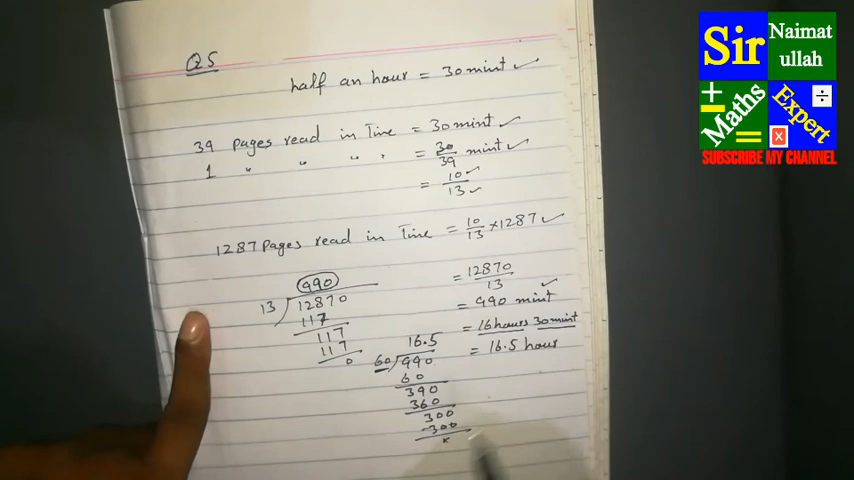 Q5
half an hour = 30 mint ✓
39 pages read in Time = 30 mint ✓
1 " " " " = 30/39 mint ✓
= 10/13
1287 Pages read in Time = 10/13 × 1287 ✓
= 12870/13
= 990 mint
= 16 hours 30 mint
= 16.5 hour
990
13 12870
117
117
117
0
16.5
60 990
60
390
360
300
300
x
Sir
Naimat
ullah
Maths
Expert
SUBSCRIBE MY CHANNEL